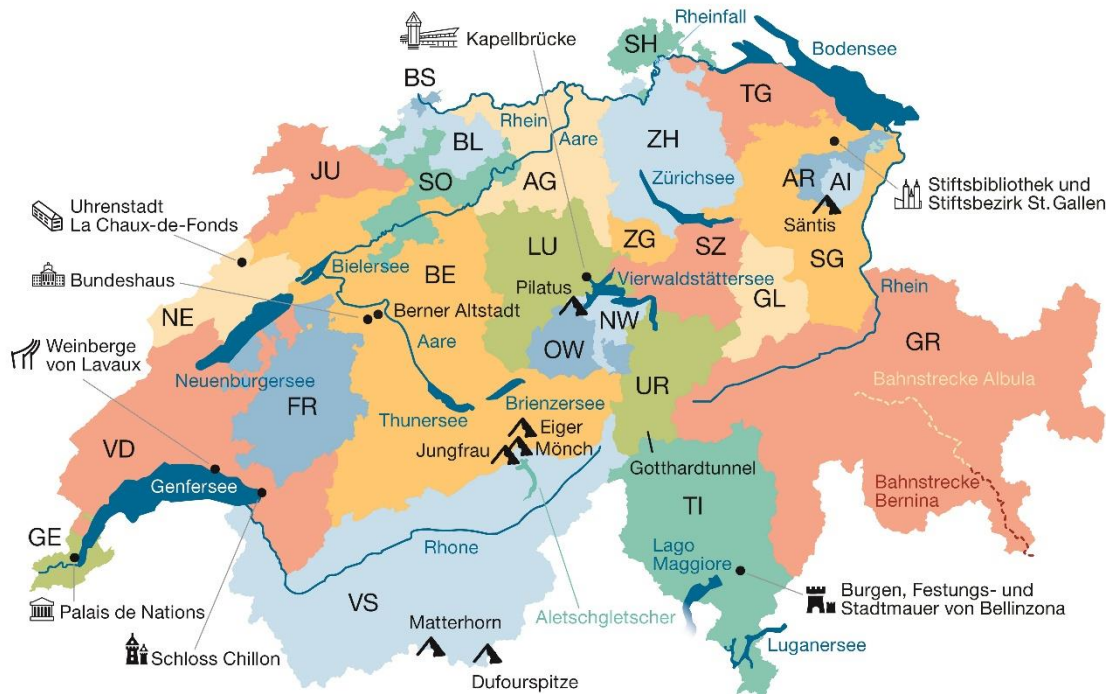 Rheinfall
SH
Kapellbrücke
Bodensee
BS
TG
Rhein
Aare
BL
ZH
JU
SO
AG
Zürichsee
AR
AI
Stiftsbibliothek und
Stiftsbezirk St. Gallen
Säntis
Uhrenstadt
La Chaux-de-Fonds
LU
ZG
SZ
SG
Bielersee
BE
Vierwaldstättersee
Bundeshaus
Pilatus
GL
Rhein
NE
Berner Altstadt
NW
Weinberge
von Lavaux
Aare
OW
GR
Neuenburgersee
FR
UR
Bahnstrecke Albula
Thunersee
Brienzersee
Eiger
Mönch
Jungfrau
VD
Gotthardtunnel
Genfersee
Bahnstrecke
Bernina
TI
GE
Rhone
Lago
Maggiore
Palais de Nations
VS
Aletschgletscher
Burgen, Festungs- und
Stadtmauer von Bellinzona
Matterhorn
Schloss Chillon
Luganersee
Dufourspitze